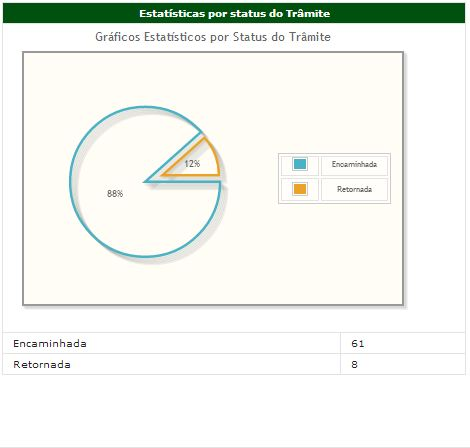 Estatísticas por status do Trâmite
Gráficos Estatísticos por Status do Trâmite
12%
88%
Encaminhada
Retornada
Encaminhada 61
Retornada 8